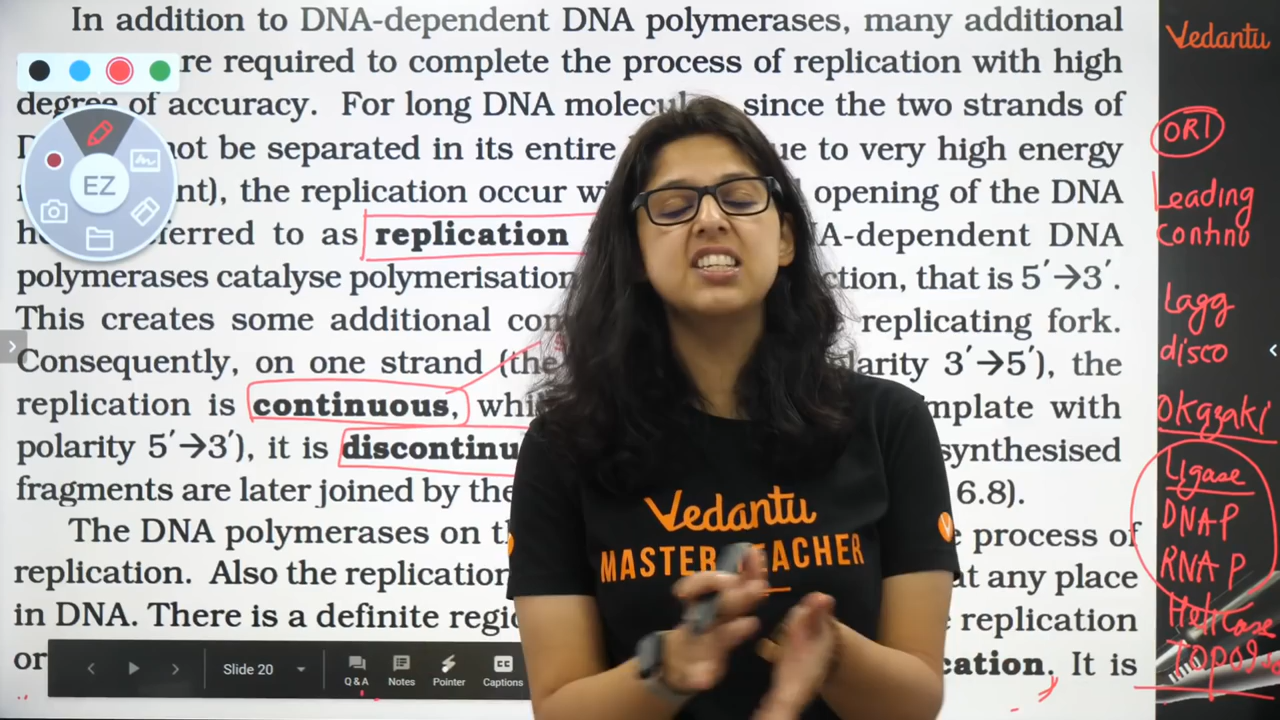 In addition to DNA-dependent DNA polymerases, many additional
re required to complete the process of replication with high
degree of accuracy. For long DNA molecul since the two strands of
not be separated in its entire ue to very high energy
nt), the replication occur wi opening of the DNA
ferred to as replication A-dependent DNA
polymerases catalyse polymerisation ction, that is 5′→3′.
This creates some additional com replicating fork.
Consequently, on one strand (the larity 3′→5′), the
replication is continuous, whil mplate with
polarity 5′→3′), it is discontinu synthesised
fragments are later joined by the 6.8).
The DNA polymerases on t process of
replication. Also the replication at any place
in DNA. There is a definite regi replication
or cation. It is
EZ
Slide 20
Q & A
Notes
Pointer
CC
Captions
Vedantu
MASTER TEACHER
Vedantu
ORI
Leading
Continu
Lagg
disco
Okazaki
Ligase
DNAP
RNA P
Helicase